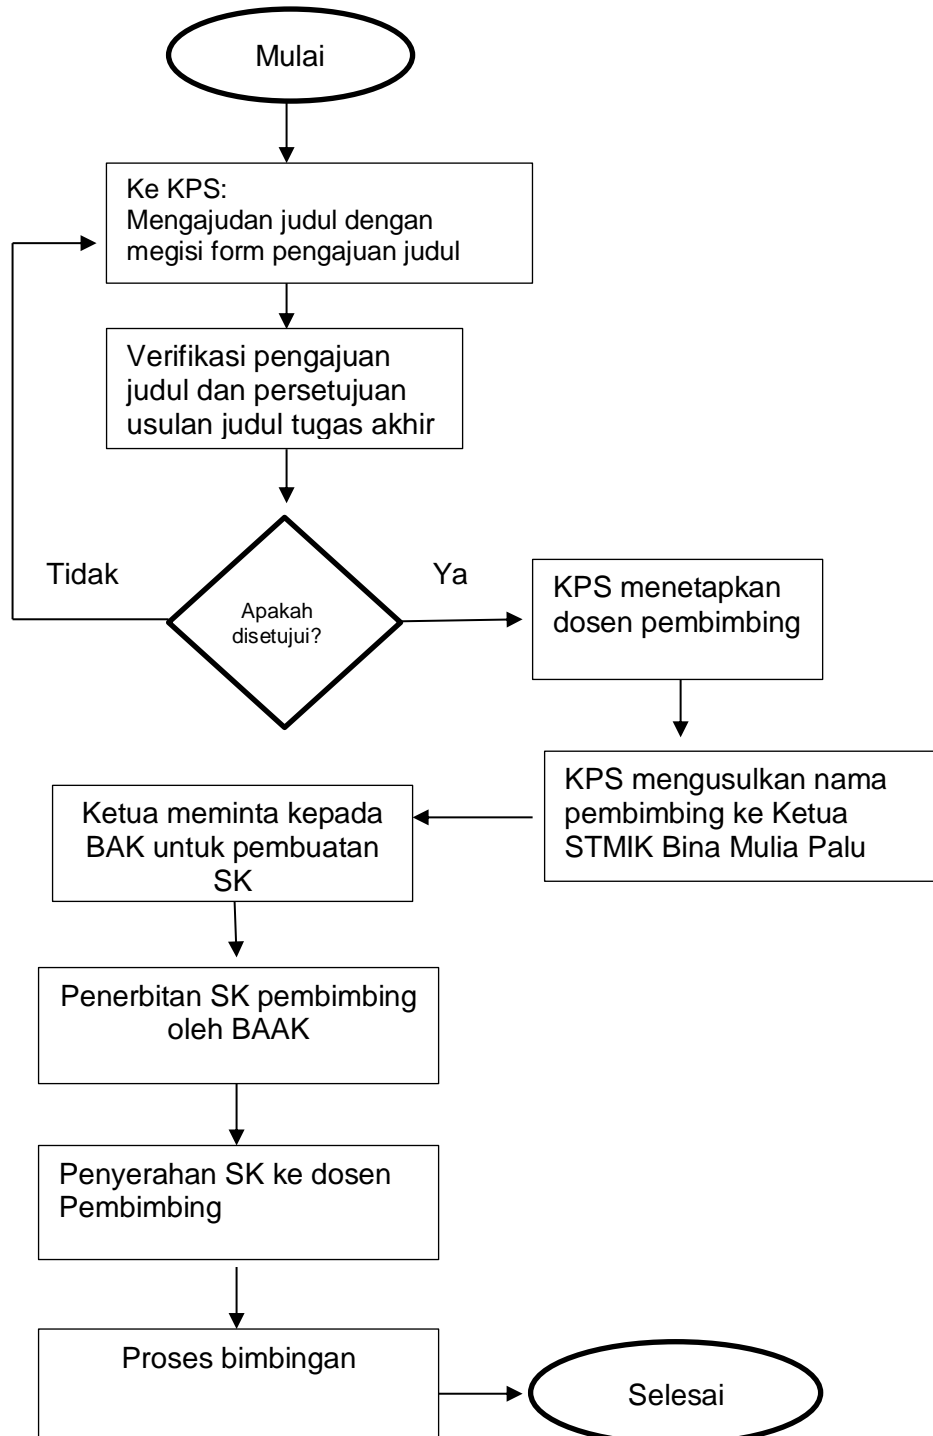 Mulai
Ke KPS:
Mengajudan judul dengan
megisi form pengajuan judul
Verifikasi pengajuan
judul dan persetujuan
usulan judul tugas akhir
Tidak
Ya
Apakah
disetujui?
KPS menetapkan
dosen pembimbing
KPS mengusulkan nama
pembimbing ke Ketua
STMIK Bina Mulia Palu
Ketua meminta kepada
BAK untuk pembuatan
SK
Penerbitan SK pembimbing
oleh BAAK
Penyerahan SK ke dosen
Pembimbing
Proses bimbingan
Selesai